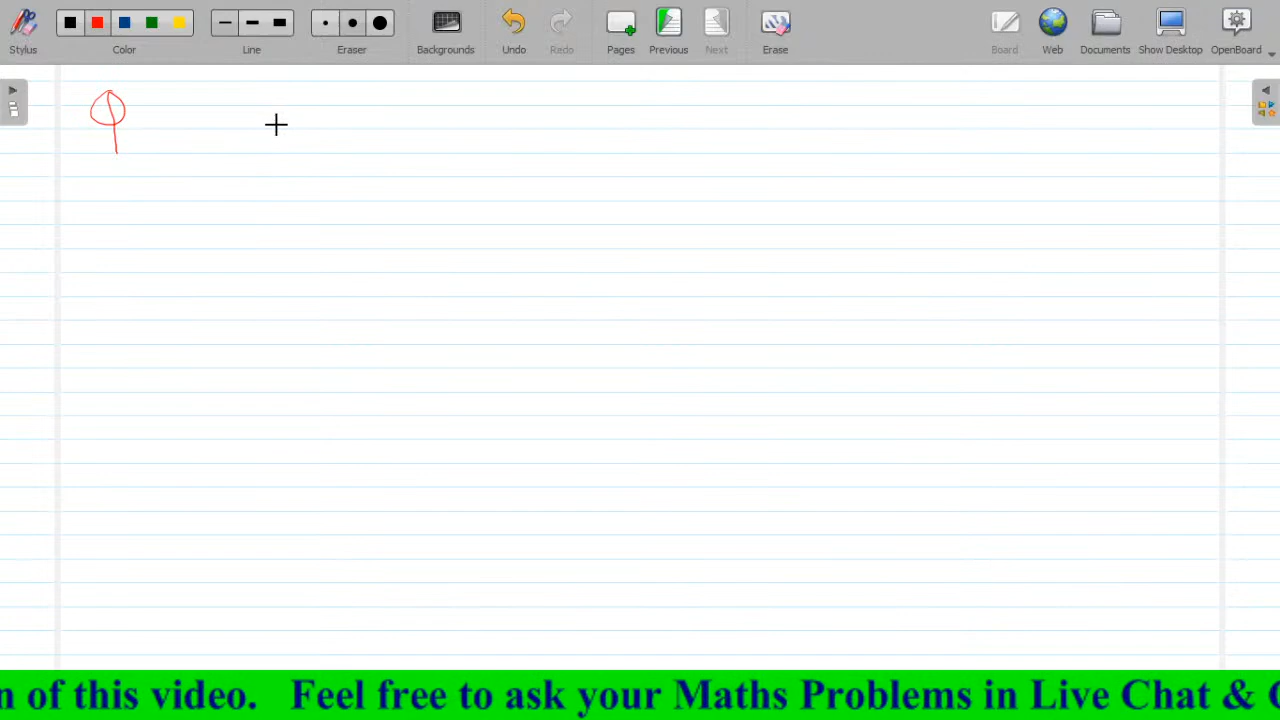 Stylus Color Line Eraser Backgrounds Undo Redo Pages Previous Next Erase Board Web Documents Show Desktop OpenBoard
n of this video. Feel free to ask your Maths Problems in Live Chat &